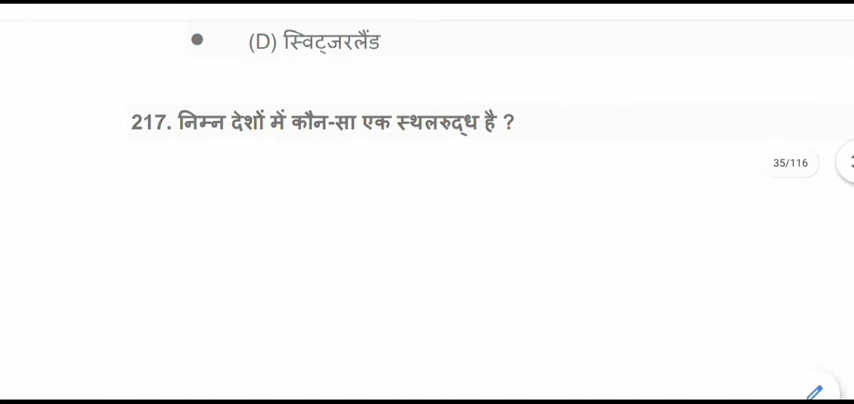 (D) स्विट्जरलैंड
217. निम्न देशों में कौन-सा एक स्थलरुद्ध है ?
35/116